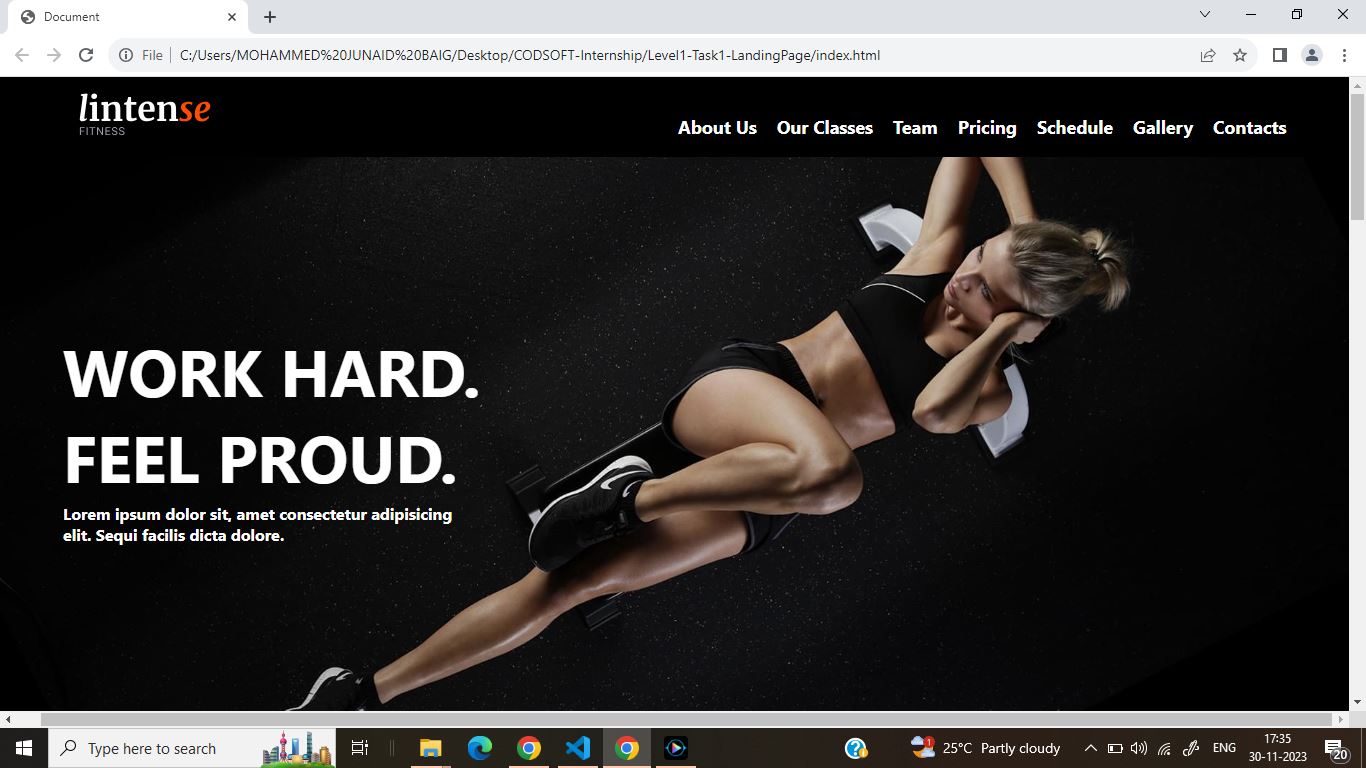 Document
File
C:/Users/MOHAMMED%20JUNAID%20BAIG/Desktop/CODSOFT-Internship/Level1-Task1-LandingPage/index.html
lintense
FITNESS
About Us Our Classes Team Pricing Schedule Gallery Contacts
WORK HARD.
FEEL PROUD.
Lorem ipsum dolor sit, amet consectetur adipisicing
elit. Sequi facilis dicta dolore.
Type here to search
1
25°C Partly cloudy
ENG
17:35
30-11-2023
20